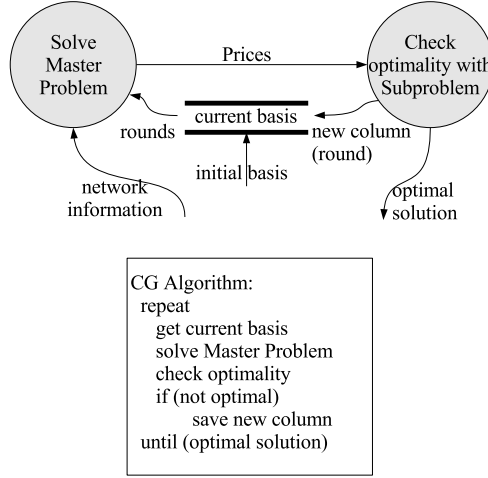 Solve
Master
Problem
Prices
Check
optimality with
Subproblem
current basis
rounds
new column
(round)
initial basis
network
information
optimal
solution
CG Algorithm:
repeat
get current basis
solve Master Problem
check optimality
if (not optimal)
save new column
until (optimal solution)